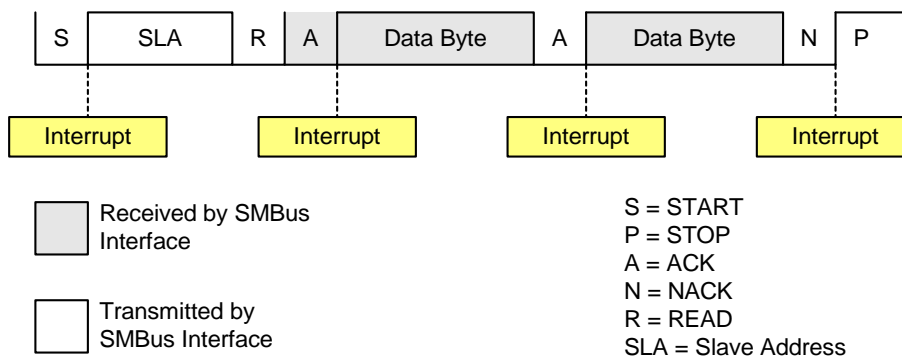 S SLA R A Data Byte A Data Byte N P
Interrupt Interrupt Interrupt Interrupt
Received by SMBus
Interface
Transmitted by
SMBus Interface
S = START
P = STOP
A = ACK
N = NACK
R = READ
SLA = Slave Address